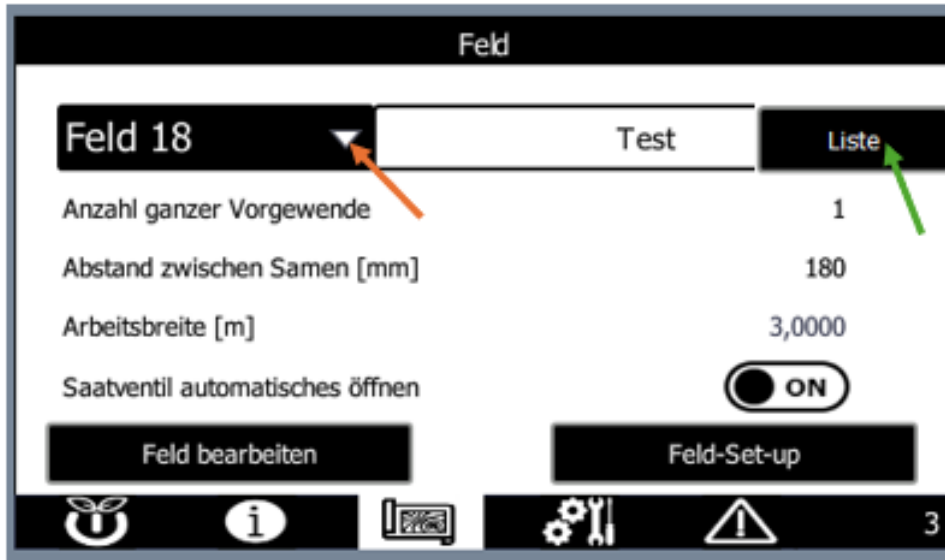 Feld
Feld 18 Test Liste
Anzahl ganzer Vorgewende 1
Abstand zwischen Samen [mm] 180
Arbeitsbreite [m] 3,0000
Saatventil automatisches öffnen ON
Feld bearbeiten Feld-Set-up
i 3